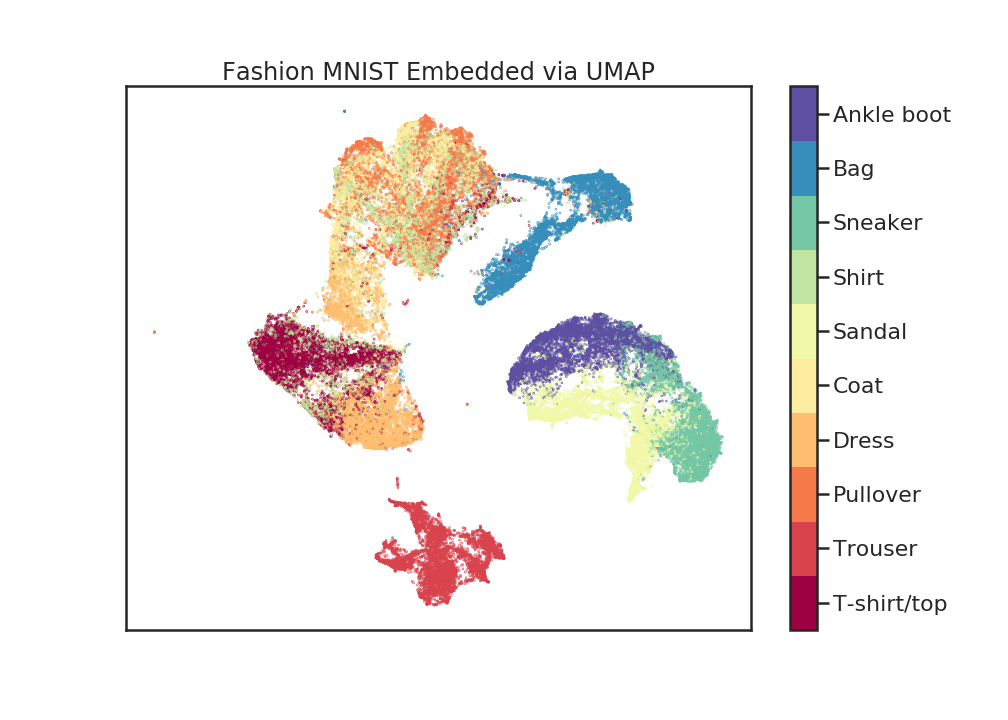 Fashion MNIST Embedded via UMAP
Ankle boot
Bag
Sneaker
Shirt
Sandal
Coat
Dress
Pullover
Trouser
T-shirt/top